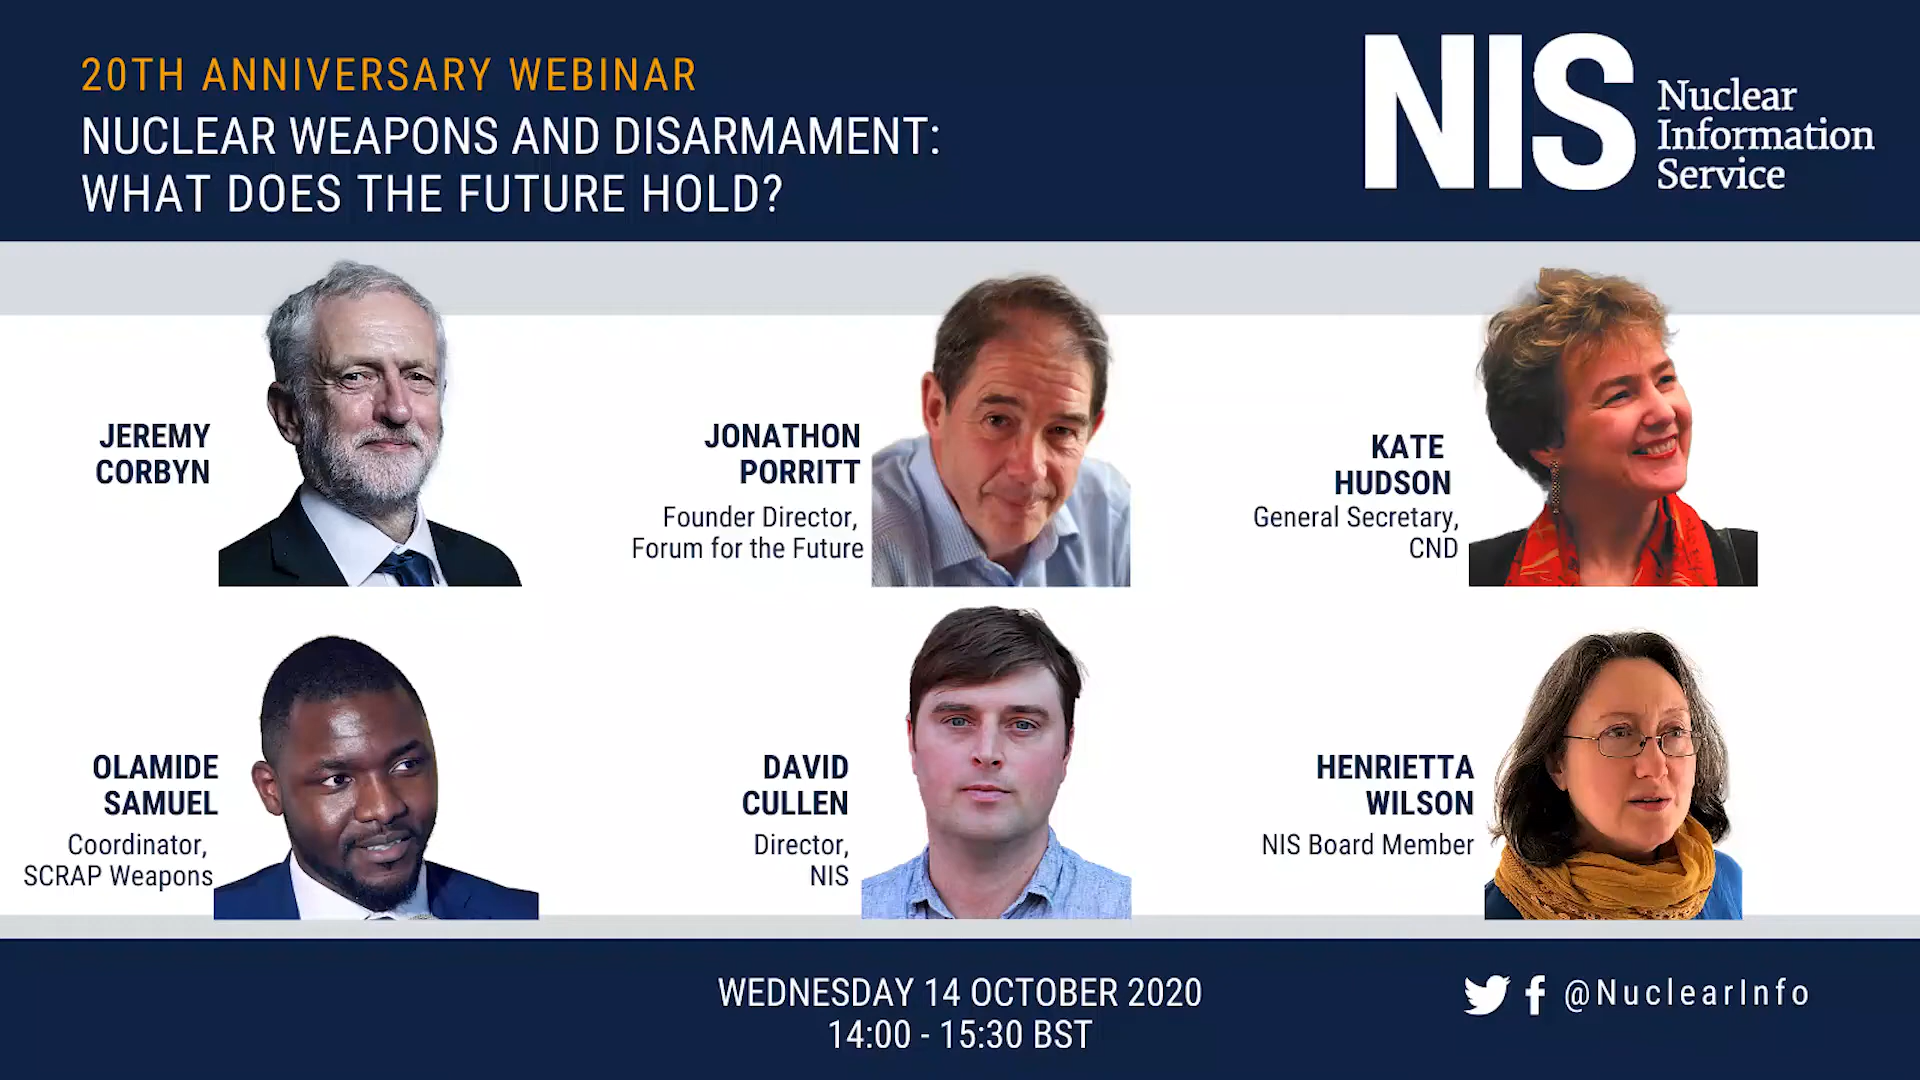 20TH ANNIVERSARY WEBINAR
NUCLEAR WEAPONS AND DISARMAMENT:
WHAT DOES THE FUTURE HOLD?
NIS
Nuclear
Information
Service
JEREMY
CORBYN
JONATHON
PORRITT
Founder Director,
Forum for the Future
KATE
HUDSON
General Secretary,
CND
OLAMIDE
SAMUEL
Coordinator,
SCRAP Weapons
DAVID
CULLEN
Director,
NIS
HENRIETTA
WILSON
NIS Board Member
WEDNESDAY 14 OCTOBER 2020
14:00 - 15:30 BST
@NuclearInfo